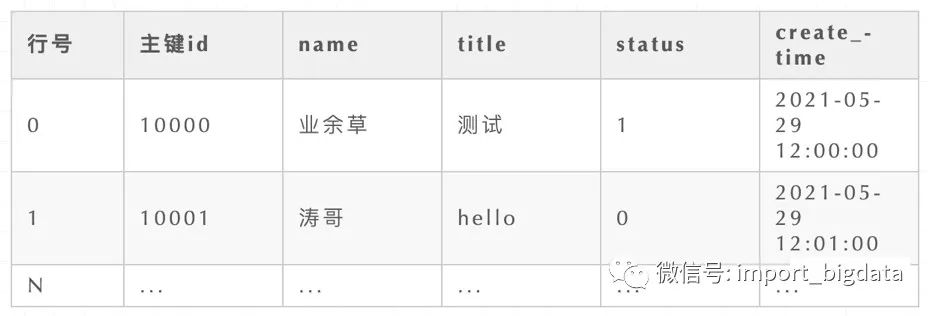 行号 主键id name title status create_-
time
0 10000 业余草 测试 1 2021-05-
29
12:00:00
1 10001 涛哥 hello 0 2021-05-
29
12:01:00
N ... ... ... ... ...
微信号: import_bigdata